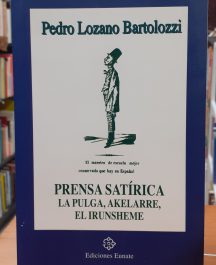 Pedro Lozano Bartolozzi
El maestro de escuela mejor
conservado que hay en España
PRENSA SATÍRICA
LA PULGA, AKELARRE,
EL IRUNSHEME
Ediciones Eunate